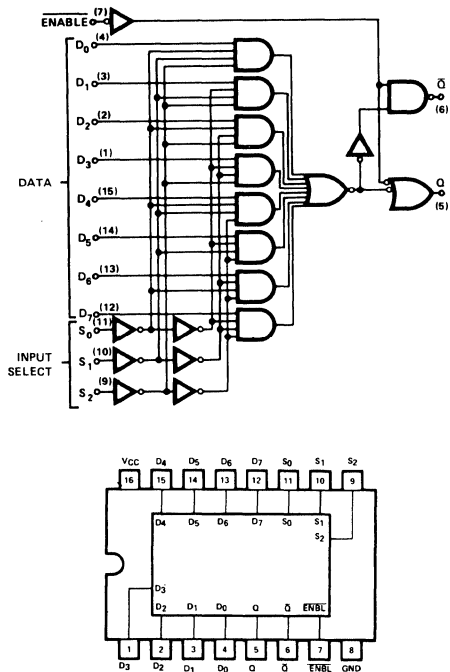 ENABLE (7)
D0 (4)
D1 (3)
D2 (2)
D3 (1)
DATA
D4 (15)
D5 (14)
D6 (13)
D7 (12)
Q̅
(6)
Q
(5)
INPUT
SELECT
S0 (11)
S1 (10)
S2 (9)
VCC D4 D5 D6 D7 S0 S1 S2
16 15 14 13 12 11 10 9
D4 D5 D6 D7 S0 S1
S2
D3
D2 D1 D0 Q Q̅ ENBL
1 2 3 4 5 6 7 8
D3 D2 D1 D0 Q Q̅ ENBL GND